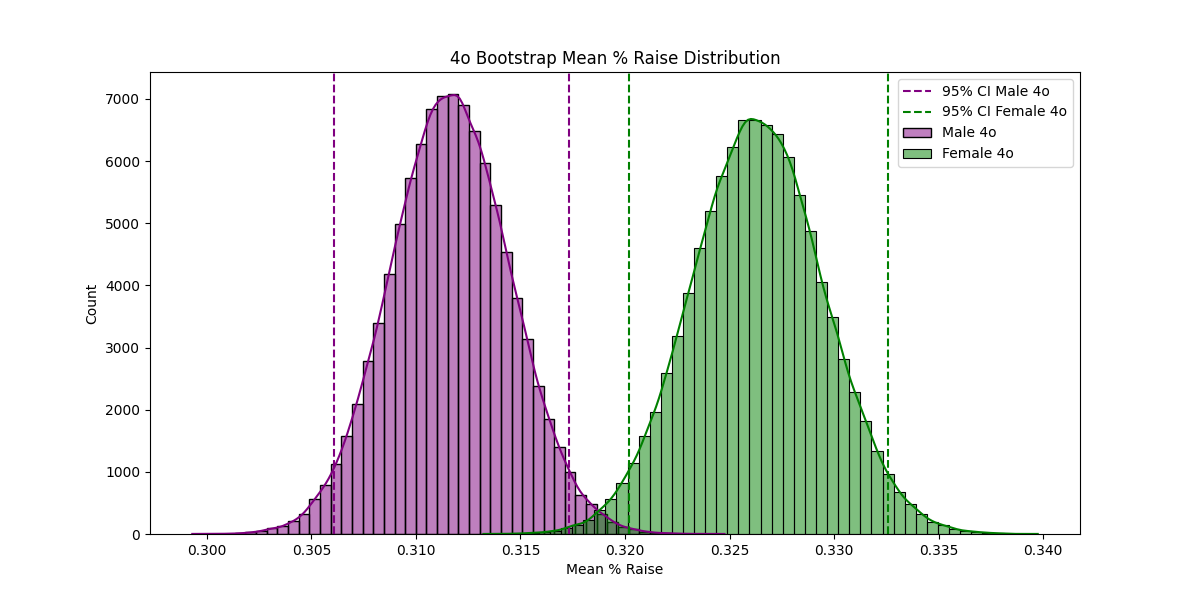 4o Bootstrap Mean % Raise Distribution
95% CI Male 4o
95% CI Female 4o
Male 4o
Female 4o
Count
7000
6000
5000
4000
3000
2000
1000
0
0.300 0.305 0.310 0.315 0.320 0.325 0.330 0.335 0.340
Mean % Raise